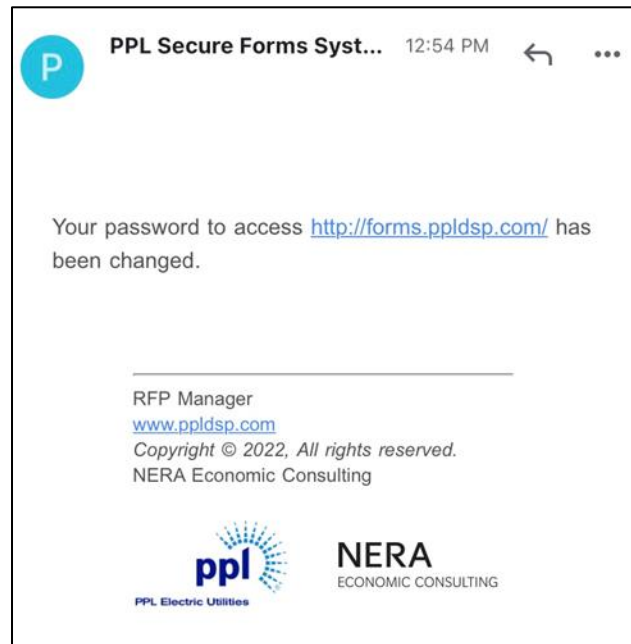 P
PPL Secure Forms Syst... 12:54 PM
Your password to access http://forms.ppldsp.com/ has
been changed.
RFP Manager
www.ppldsp.com
Copyright © 2022, All rights reserved.
NERA Economic Consulting
ppl
PPL Electric Utilities
NERA
ECONOMIC CONSULTING